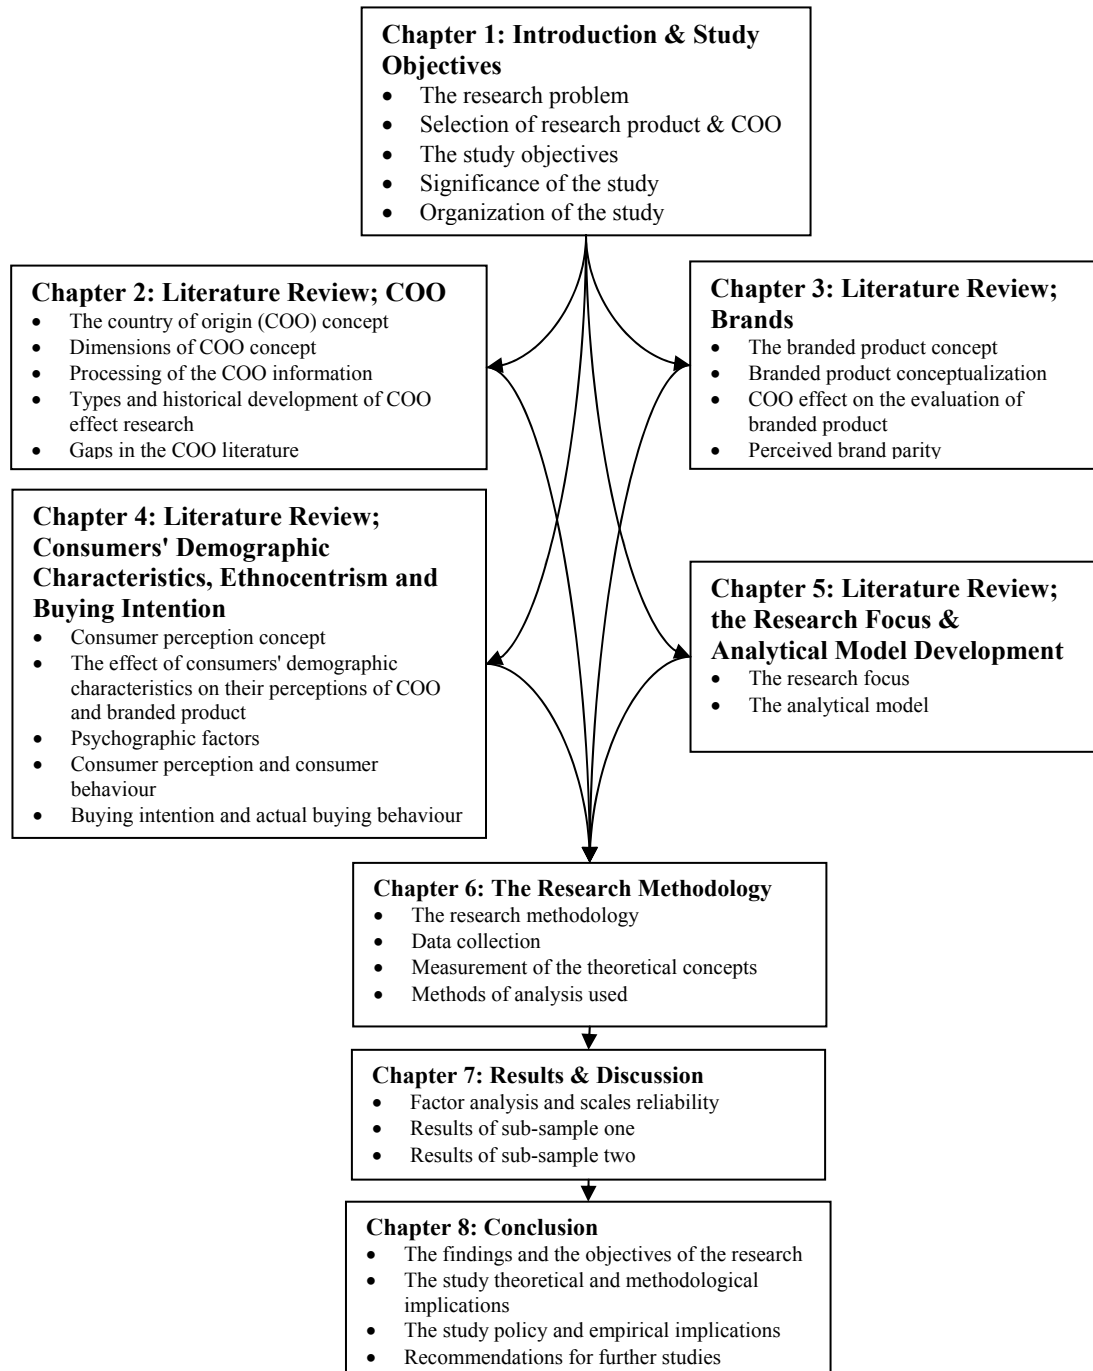 Chapter 1: Introduction & Study
Objectives
• The research problem
• Selection of research product & COO
• The study objectives
• Significance of the study
• Organization of the study
Chapter 2: Literature Review; COO
• The country of origin (COO) concept
• Dimensions of COO concept
• Processing of the COO information
• Types and historical development of COO
effect research
• Gaps in the COO literature
Chapter 3: Literature Review;
Brands
• The branded product concept
• Branded product conceptualization
• COO effect on the evaluation of
branded product
• Perceived brand parity
Chapter 4: Literature Review;
Consumers' Demographic
Characteristics, Ethnocentrism and
Buying Intention
• Consumer perception concept
• The effect of consumers' demographic
characteristics on their perceptions of COO
and branded product
• Psychographic factors
• Consumer perception and consumer
behaviour
• Buying intention and actual buying behaviour
Chapter 5: Literature Review;
the Research Focus &
Analytical Model Development
• The research focus
• The analytical model
Chapter 6: The Research Methodology
• The research methodology
• Data collection
• Measurement of the theoretical concepts
• Methods of analysis used
Chapter 7: Results & Discussion
• Factor analysis and scales reliability
• Results of sub-sample one
• Results of sub-sample two
Chapter 8: Conclusion
• The findings and the objectives of the research
• The study theoretical and methodological
implications
• The study policy and empirical implications
• Recommendations for further studies